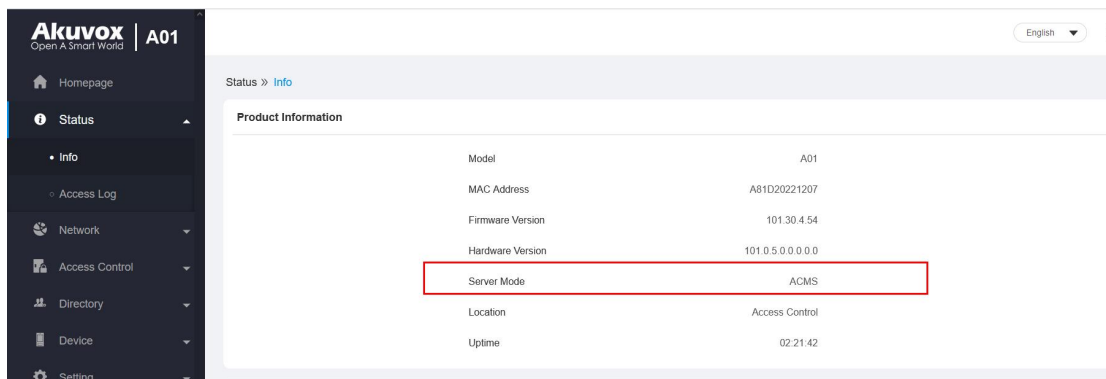 Akuvox
Open A Smart World
A01
English
Homepage
Status
Info
Access Log
Network
Access Control
Directory
Device
Setting
Status » Info
Product Information
Model A01
MAC Address A81D20221207
Firmware Version 101.30.4.54
Hardware Version 101.0.5.0.0.0.0.0
Server Mode ACMS
Location Access Control
Uptime 02:21:42